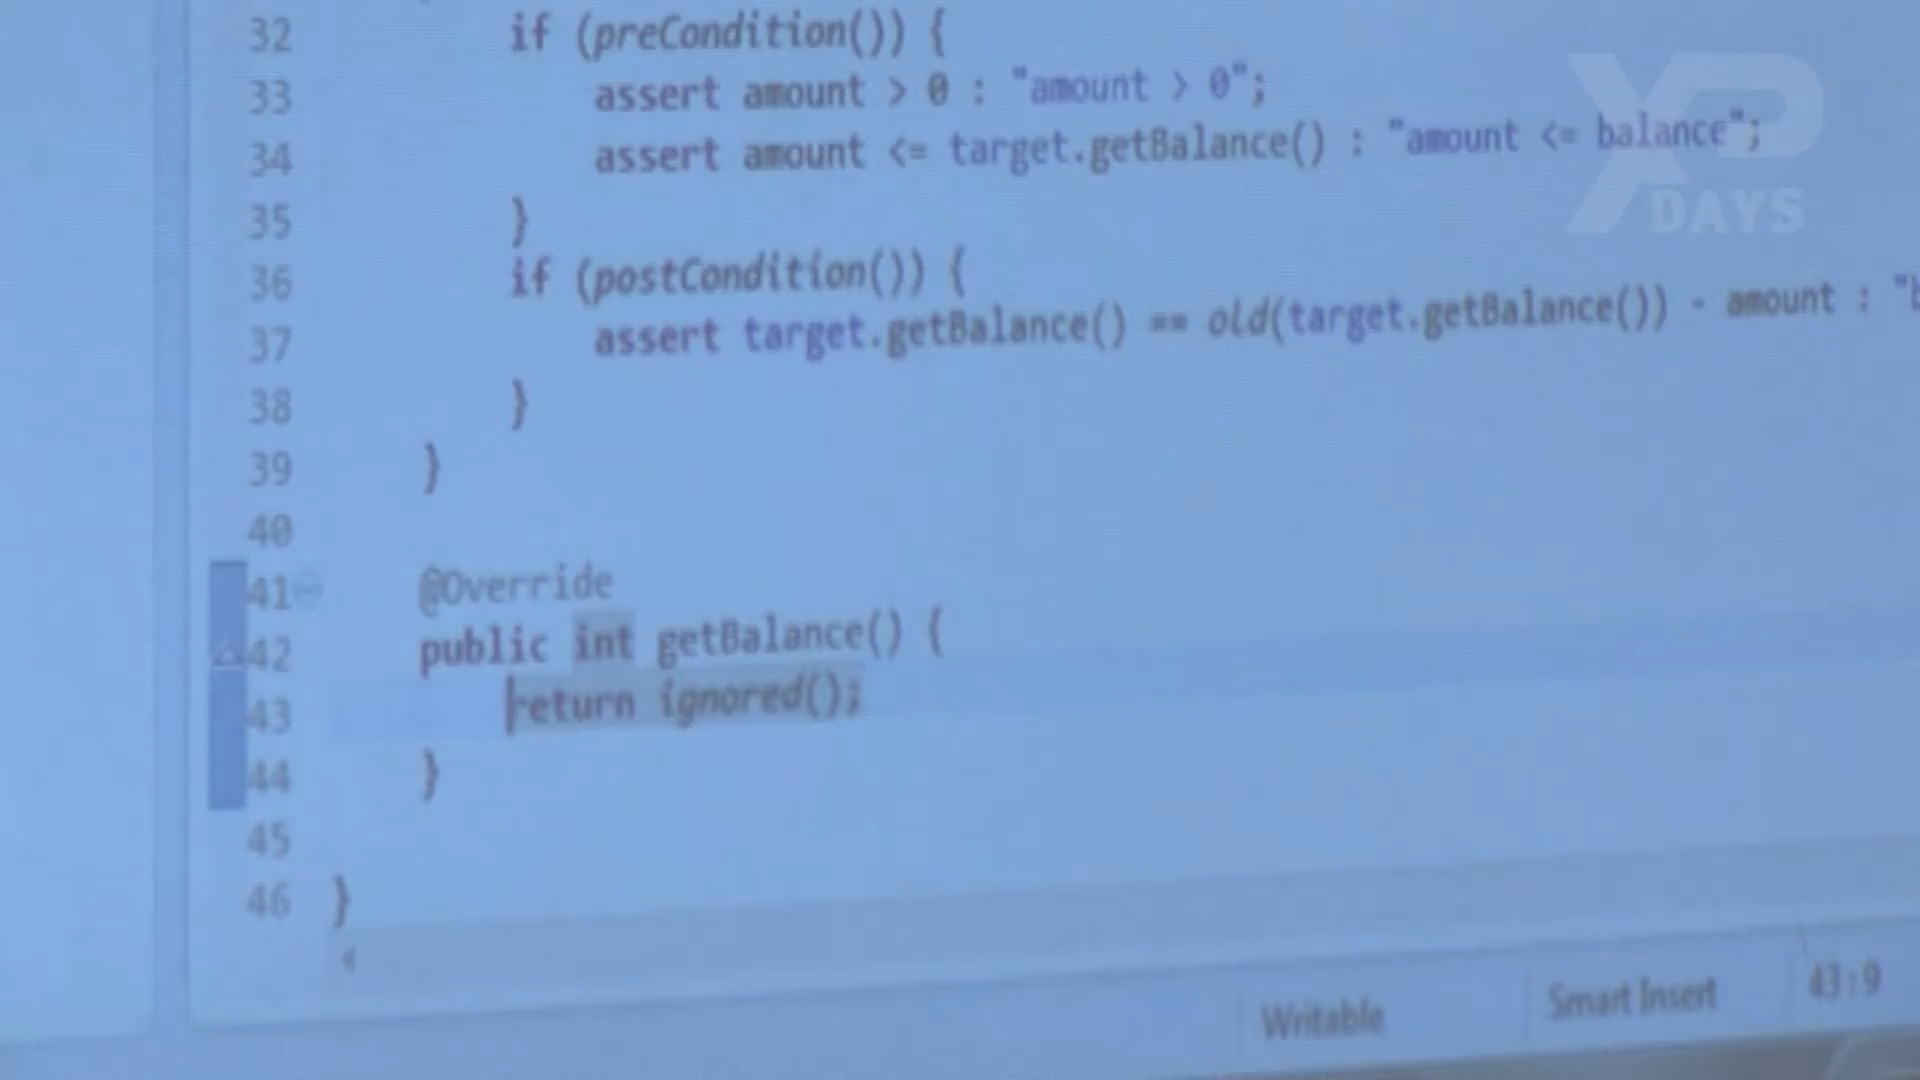 32 if (preCondition()) {
33 assert amount > 0 : "amount > 0";
34 assert amount <= target.getBalance() : "amount <= balance";
35 }
36 if (postCondition()) {
37 assert target.getBalance() == old(target.getBalance()) - amount : "b
38 }
39 }
40
41 @Override
42 public int getBalance() {
43 return ignored();
44 }
45
46 }
Writable Smart Insert 43:9
XP
DAYS